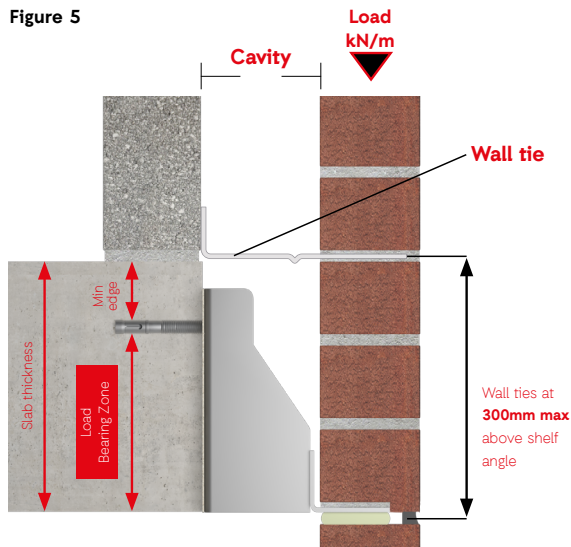 Figure 5
Load
kN/m
Cavity
Wall tie
Min
edge
Slab thickness
Load
Bearing Zone
Wall ties at
300mm max
above shelf
angle